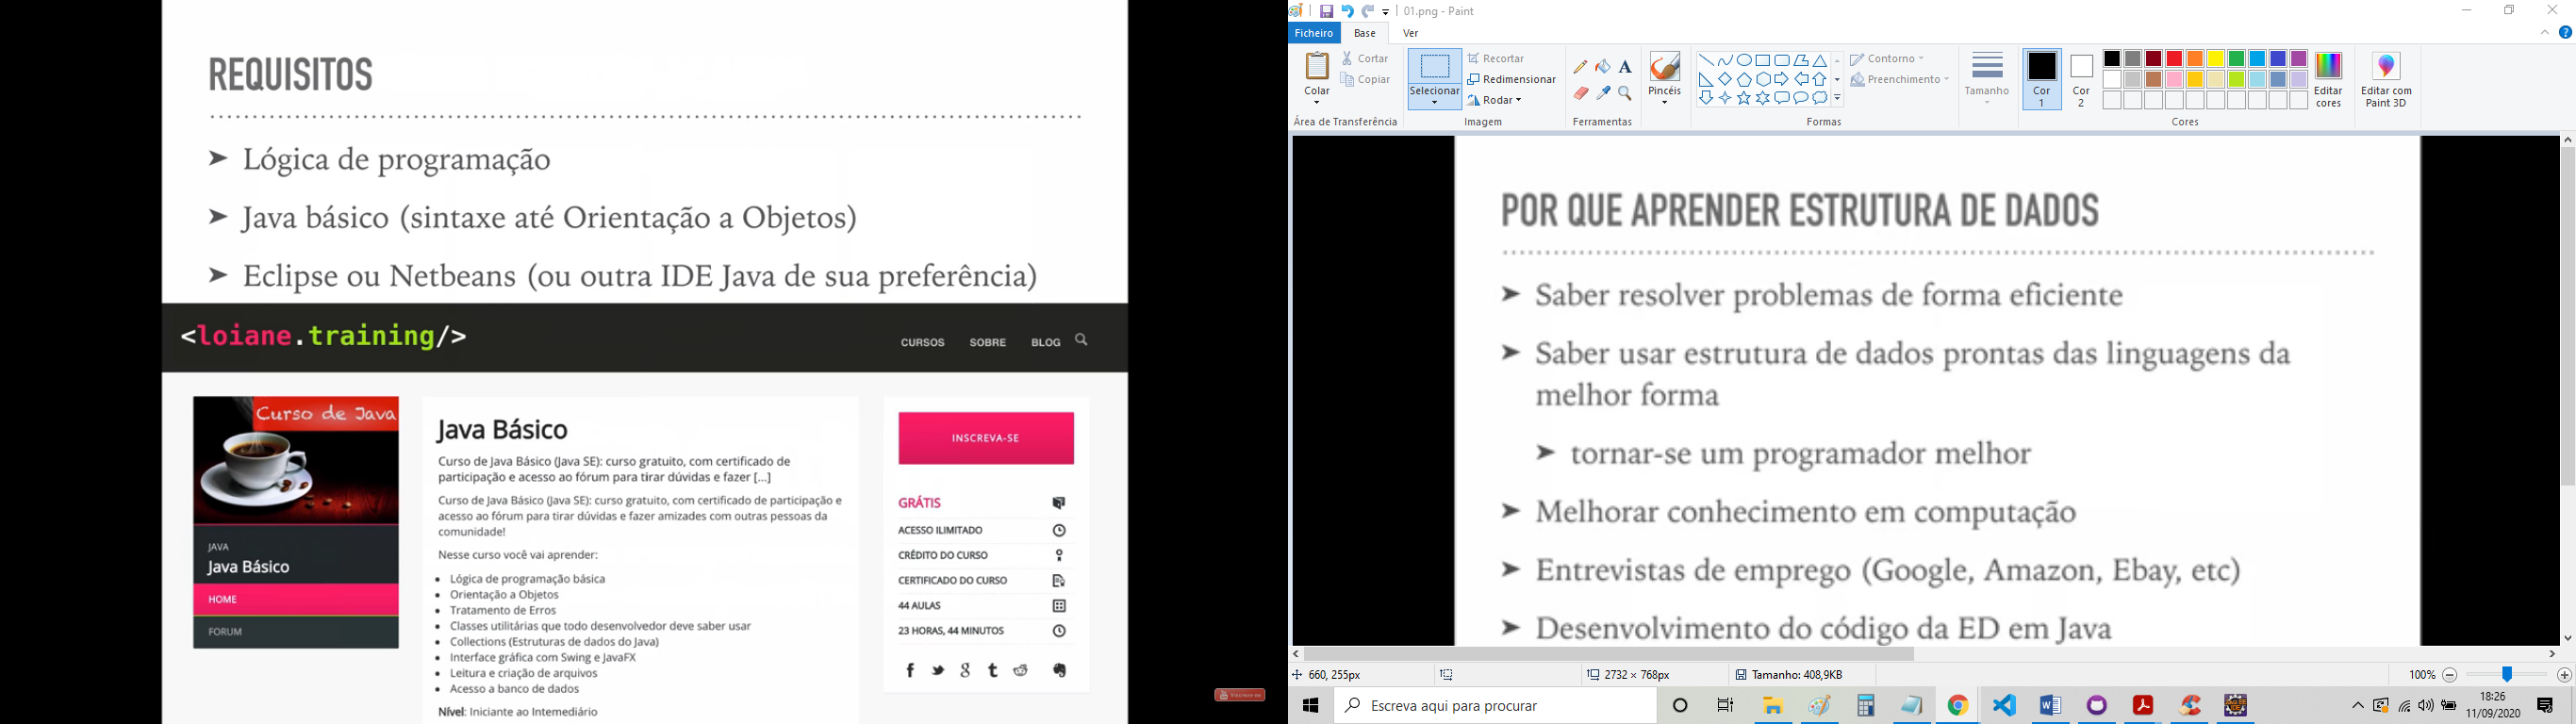 REQUISITOS
➤ Lógica de programação
➤ Java básico (sintaxe até Orientação a Objetos)
➤ Eclipse ou Netbeans (ou outra IDE Java de sua preferência)
<loiane.training/>
CURSOS SOBRE BLOG
Curso de Java
JAVA
Java Básico
HOME
FORUM
Java Básico
Curso de Java Básico (Java SE): curso gratuito, com certificado de
participação e acesso ao fórum para tirar dúvidas e fazer [...]
Curso de Java Básico (Java SE): curso gratuito, com certificado de participação e
acesso ao fórum para tirar dúvidas e fazer amizades com outras pessoas da
comunidade!
Nesse curso você vai aprender:
• Lógica de programação básica
• Orientação a Objetos
• Tratamento de Erros
• Classes utilitárias que todo desenvolvedor deve saber usar
• Collections (Estruturas de dados do Java)
• Interface gráfica com Swing e JavaFX
• Leitura e criação de arquivos
• Acesso a banco de dados
Nível: Iniciante ao Intemediário
INSCREVA-SE
GRÁTIS
ACESSO ILIMITADO
CRÉDITO DO CURSO
CERTIFICADO DO CURSO
44 AULAS
23 HORAS, 44 MINUTOS
01.png - Paint
Ficheiro Base Ver
Colar
Cortar
Copiar
Área de Transferência
Selecionar
Recortar
Redimensionar
Rodar
Imagem
Ferramentas
Pincéis
Contorno
Preenchimento
Formas
Tamanho
Cor 1
Cor 2
Editar cores
Cores
Editar com Paint 3D
POR QUE APRENDER ESTRUTURA DE DADOS
➤ Saber resolver problemas de forma eficiente
➤ Saber usar estrutura de dados prontas das linguagens da
melhor forma
➤ tornar-se um programador melhor
➤ Melhorar conhecimento em computação
➤ Entrevistas de emprego (Google, Amazon, Ebay, etc)
➤ Desenvolvimento do código da ED em Java
660, 255px
2732 × 768px
Tamanho: 408,9KB
100%
Escreva aqui para procurar
18:26
11/09/2020